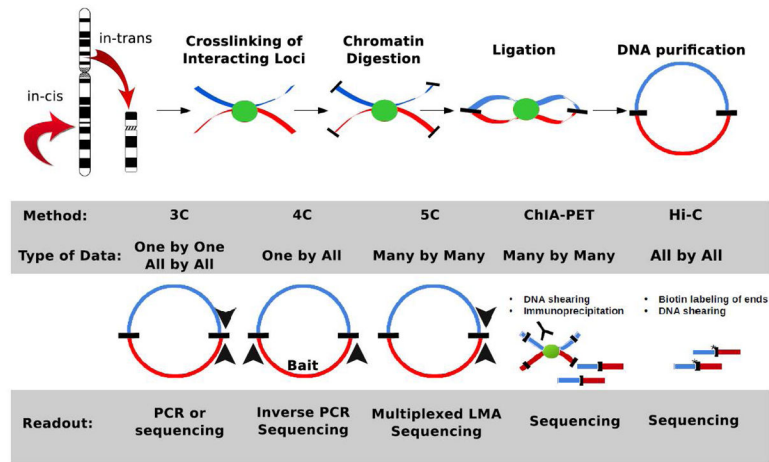 in-trans
in-cis
Crosslinking of
Interacting Loci
Chromatin
Digestion
Ligation
DNA purification
Method: 3C 4C 5C ChIA-PET Hi-C
Type of Data: One by One One by All Many by Many Many by Many All by All
All by All
• DNA shearing
• Immunoprecipitation
• Biotin labeling of ends
• DNA shearing
Bait
Readout: PCR or Inverse PCR Multiplexed LMA Sequencing Sequencing
sequencing Sequencing Sequencing